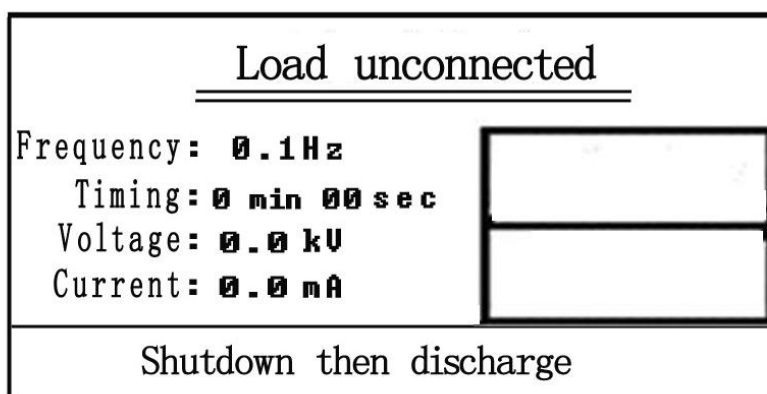 Load unconnected
Frequency: 0.1Hz
Timing: 0 min 00 sec
Voltage: 0.0 kV
Current: 0.0 mA
Shutdown then discharge